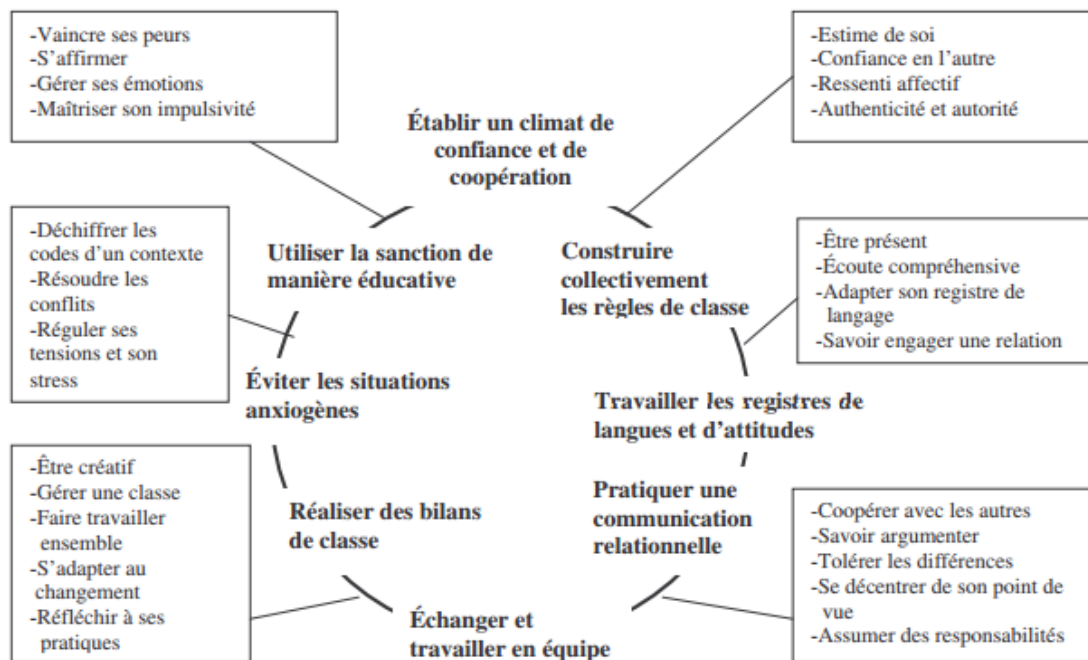 -Vaincre ses peurs
-S'affirmer
-Gérer ses émotions
-Maîtriser son impulsivité
-Estime de soi
-Confiance en l'autre
-Ressenti affectif
-Authenticité et autorité
Établir un climat de
confiance et de
coopération
-Déchiffrer les
codes d'un contexte
-Résoudre les
conflits
-Réguler ses
tensions et son
stress
Utiliser la sanction de
manière éducative
Construire
collectivement
les règles de classe
-Être présent
-Écoute compréhensive
-Adapter son registre de
langage
-Savoir engager une relation
Éviter les situations
anxiogènes
Travailler les registres de
langues et d'attitudes
-Être créatif
-Gérer une classe
-Faire travailler
ensemble
-S'adapter au
changement
-Réfléchir à ses
pratiques
Réaliser des bilans
de classe
Pratiquer une
communication
relationnelle
-Coopérer avec les autres
-Savoir argumenter
-Tolérer les différences
-Se décentrer de son point de
vue
-Assumer des responsabilités
Échanger et
travailler en équipe